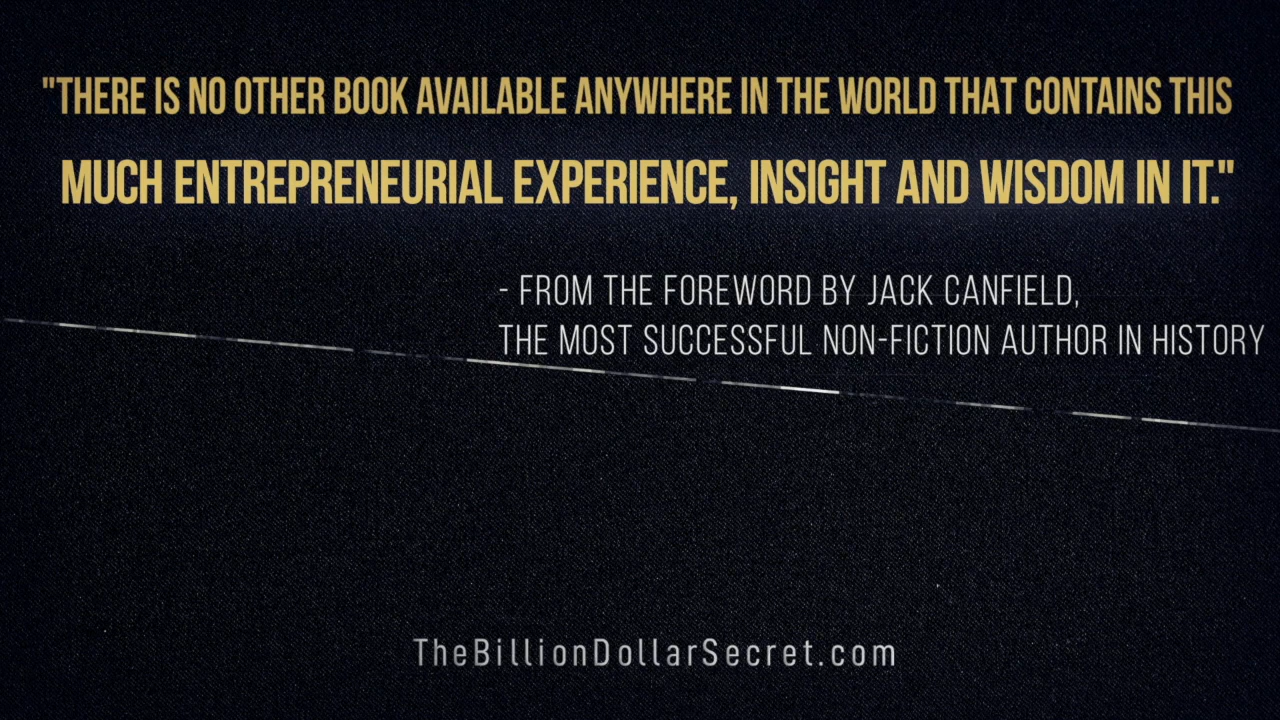 "THERE IS NO OTHER BOOK AVAILABLE ANYWHERE IN THE WORLD THAT CONTAINS THIS
MUCH ENTREPRENEURIAL EXPERIENCE, INSIGHT AND WISDOM IN IT."
- FROM THE FOREWORD BY JACK CANFIELD,
THE MOST SUCCESSFUL NON-FICTION AUTHOR IN HISTORY
TheBillionDollarSecret.com